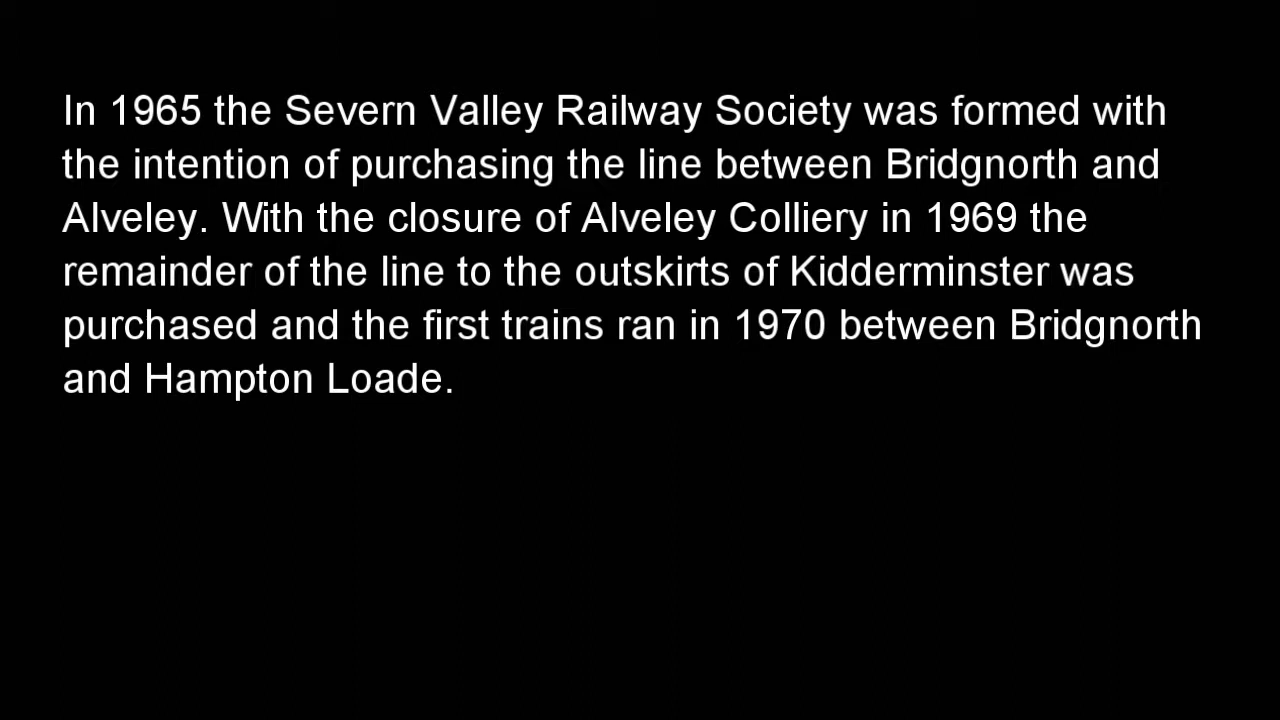 In 1965 the Severn Valley Railway Society was formed with
the intention of purchasing the line between Bridgnorth and
Alveley. With the closure of Alveley Colliery in 1969 the
remainder of the line to the outskirts of Kidderminster was
purchased and the first trains ran in 1970 between Bridgnorth
and Hampton Loade.